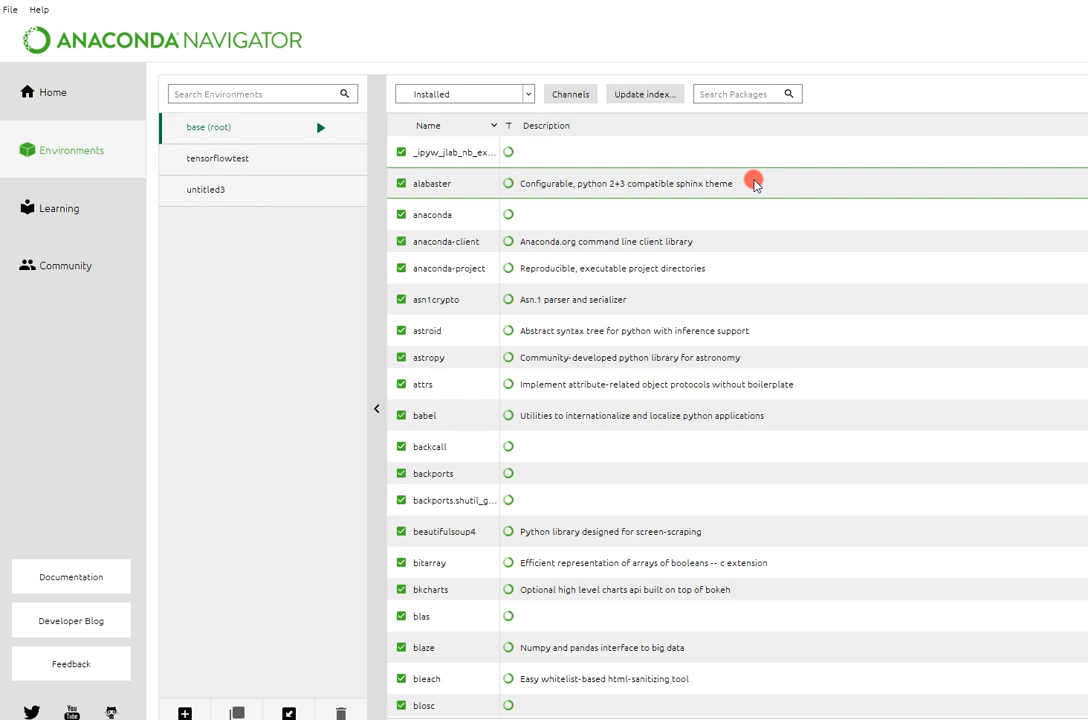 File Help
ANACONDA NAVIGATOR
Home
Environments
Learning
Community
Documentation
Developer Blog
Feedback
Search Environments
base (root)
tensorflowtest
untitled3
Installed Channels Update index... Search Packages
Name T Description
_ipyw_jlab_nb_ex...
alabaster Configurable, python 2+3 compatible sphinx theme
anaconda
anaconda-client Anaconda.org command line client library
anaconda-project Reproducible, executable project directories
asn1crypto Asn.1 parser and serializer
astroid Abstract syntax tree for python with inference support
astropy Community-developed python library for astronomy
attrs Implement attribute-related object protocols without boilerplate
babel Utilities to internationalize and localize python applications
backcall
backports
backports.shutil_g...
beautifulsoup4 Python library designed for screen-scraping
bitarray Efficient representation of arrays of booleans -- c extension
bkcharts Optional high level charts api built on top of bokeh
blas
blaze Numpy and pandas interface to big data
bleach Easy whitelist-based html-sanitizing tool
blosc
You
Tube